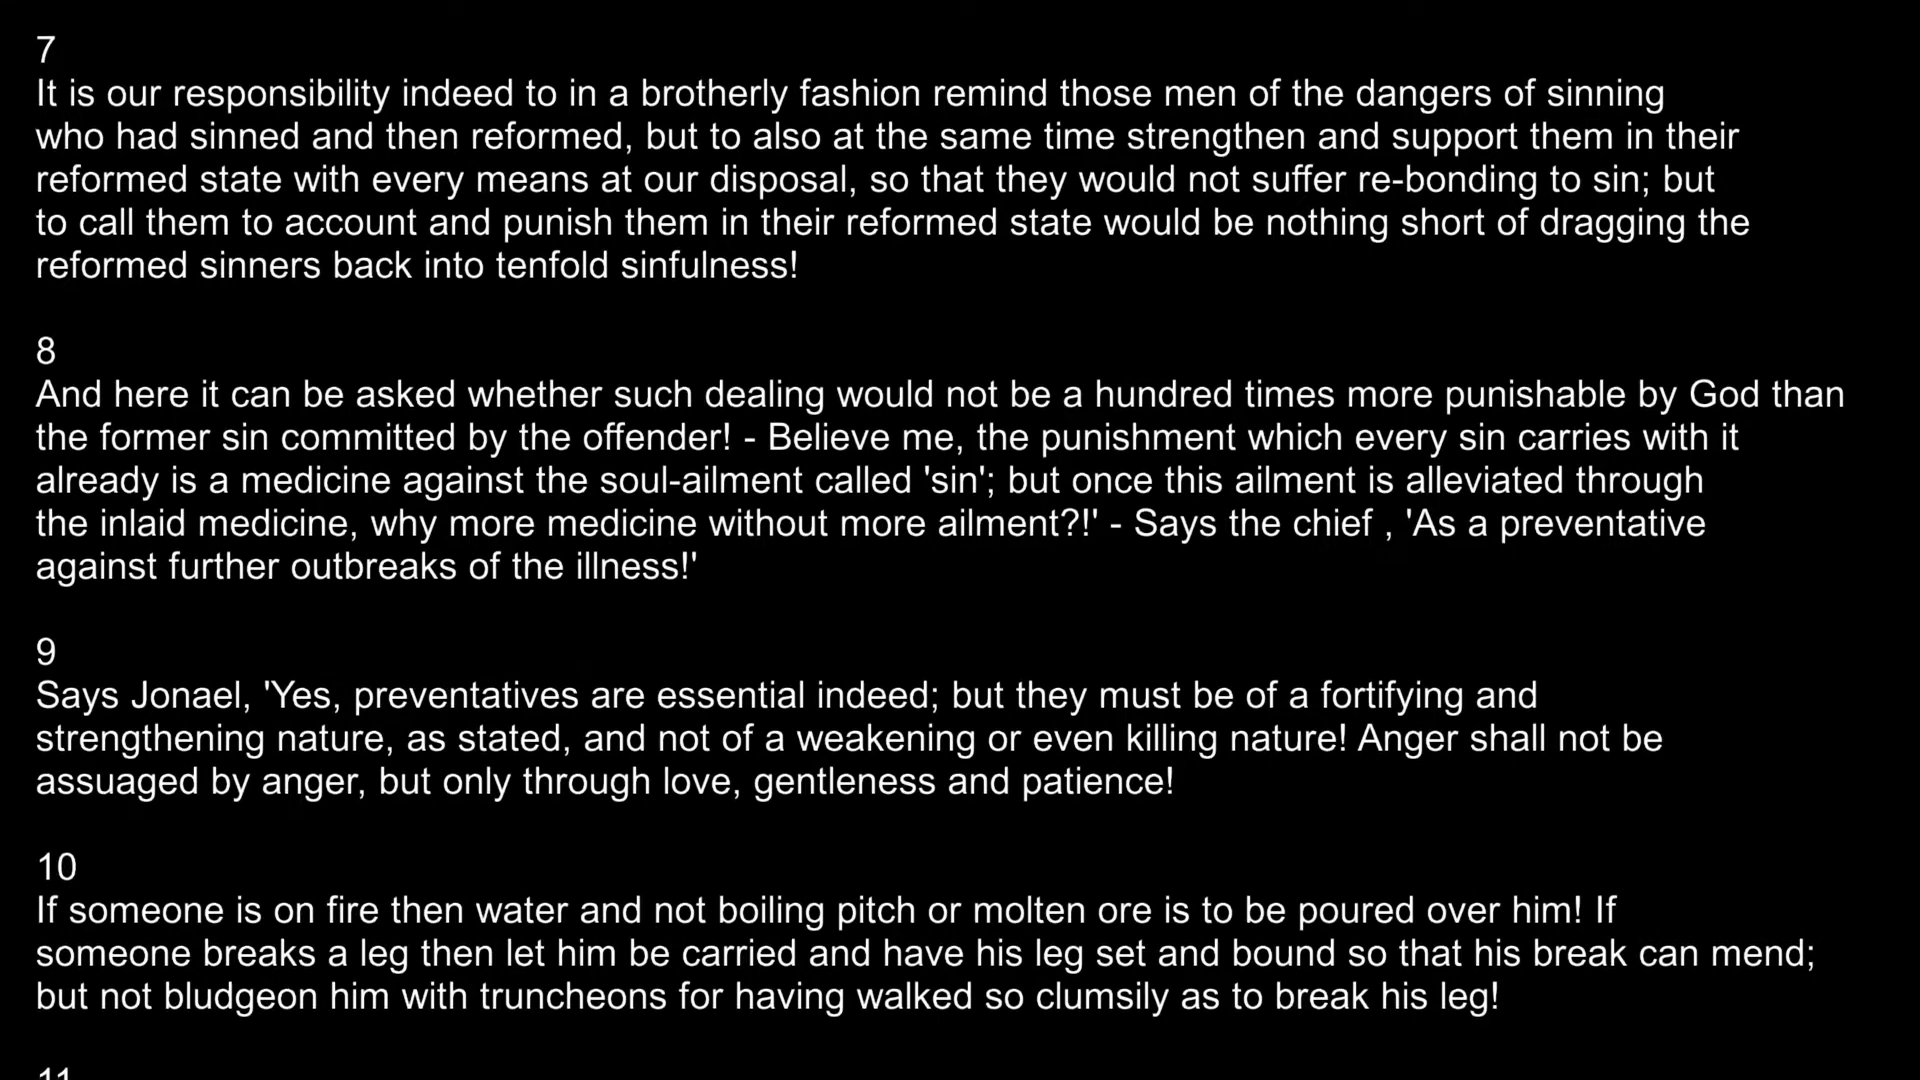 7
It is our responsibility indeed to in a brotherly fashion remind those men of the dangers of sinning
who had sinned and then reformed, but to also at the same time strengthen and support them in their
reformed state with every means at our disposal, so that they would not suffer re-bonding to sin; but
to call them to account and punish them in their reformed state would be nothing short of dragging the
reformed sinners back into tenfold sinfulness!
8
And here it can be asked whether such dealing would not be a hundred times more punishable by God than
the former sin committed by the offender! - Believe me, the punishment which every sin carries with it
already is a medicine against the soul-ailment called 'sin'; but once this ailment is alleviated through
the inlaid medicine, why more medicine without more ailment?!' - Says the chief , 'As a preventative
against further outbreaks of the illness!'
9
Says Jonael, 'Yes, preventatives are essential indeed; but they must be of a fortifying and
strengthening nature, as stated, and not of a weakening or even killing nature! Anger shall not be
assuaged by anger, but only through love, gentleness and patience!
10
If someone is on fire then water and not boiling pitch or molten ore is to be poured over him! If
someone breaks a leg then let him be carried and have his leg set and bound so that his break can mend;
but not bludgeon him with truncheons for having walked so clumsily as to break his leg!
11